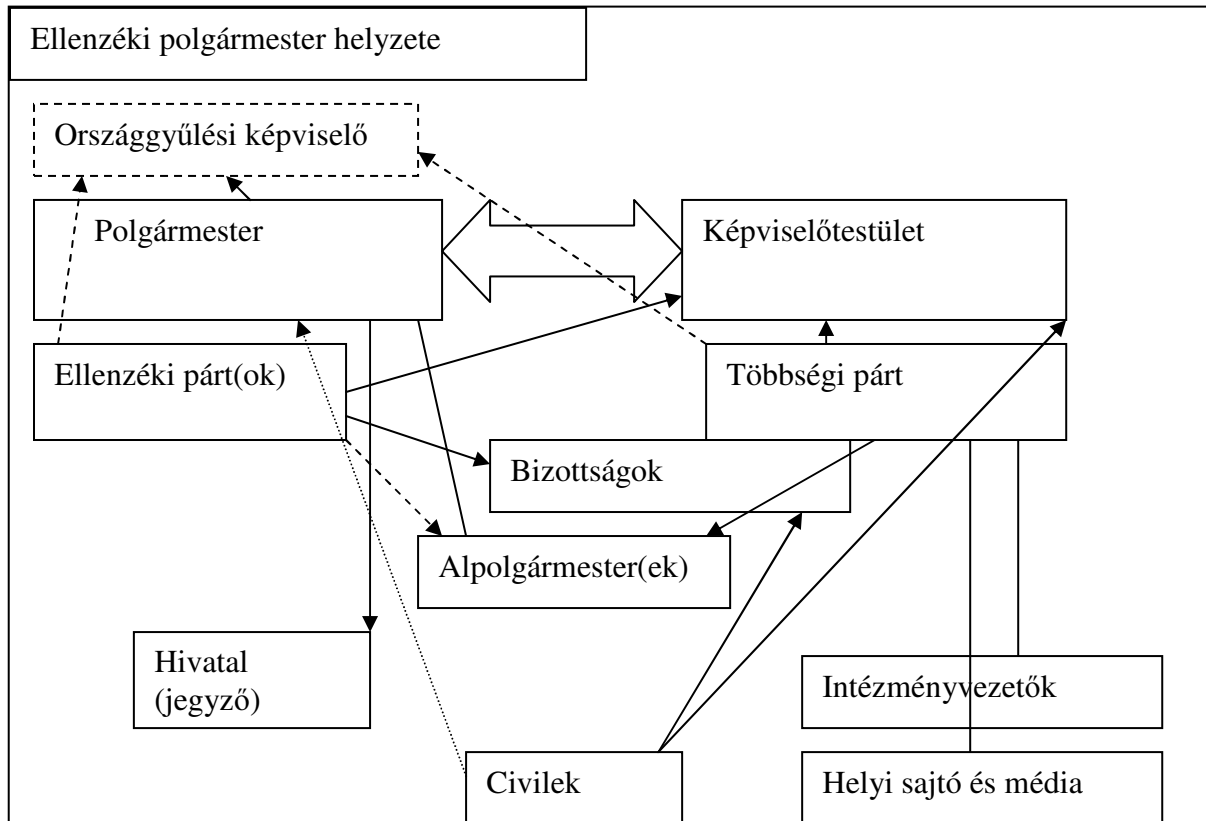 Ellenzéki polgármester helyzete
Országgyűlési képviselő
Polgármester
Képviselőtestület
Ellenzéki párt(ok)
Többségi párt
Bizottságok
Alpolgármester(ek)
Hivatal
(jegyző)
Intézményvezetők
Civilek
Helyi sajtó és média